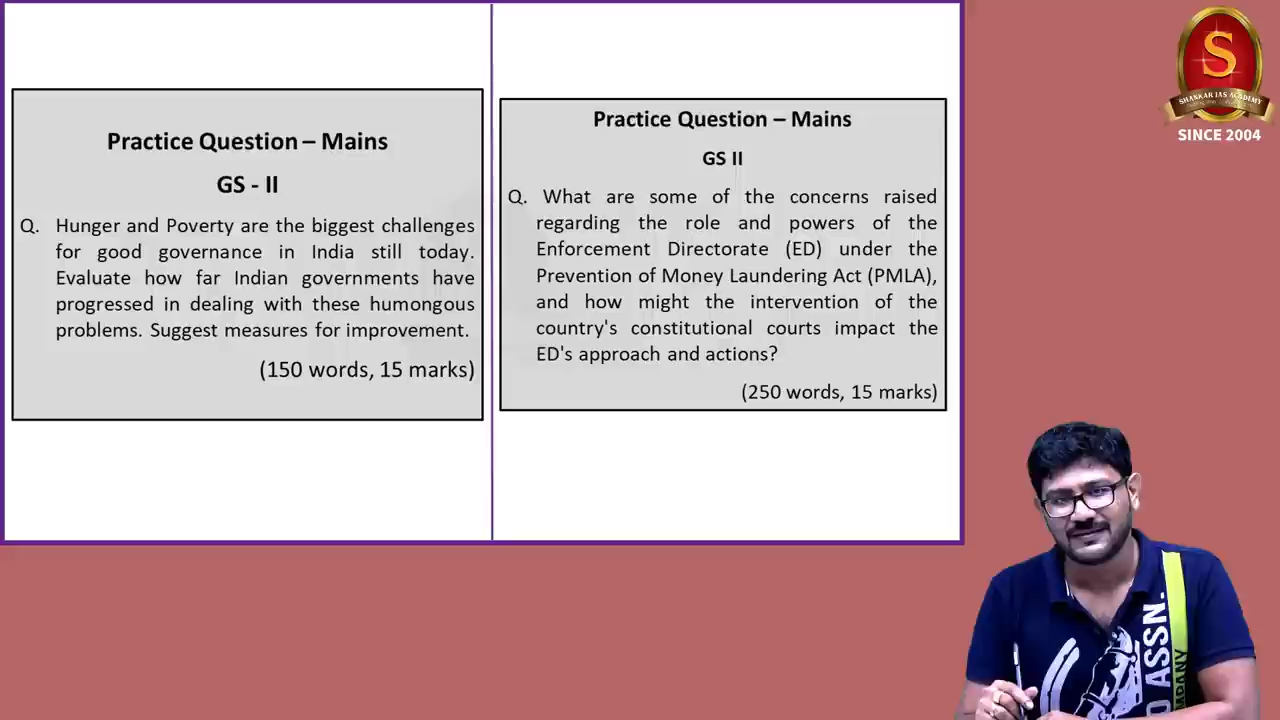 Practice Question – Mains
GS - II
Q. Hunger and Poverty are the biggest challenges
for good governance in India still today.
Evaluate how far Indian governments have
progressed in dealing with these humongous
problems. Suggest measures for improvement.
(150 words, 15 marks)
Practice Question – Mains
GS II
Q. What are some of the concerns raised
regarding the role and powers of the
Enforcement Directorate (ED) under the
Prevention of Money Laundering Act (PMLA),
and how might the intervention of the
country's constitutional courts impact the
ED's approach and actions?
(250 words, 15 marks)
S
SHANKAR IAS ACADEMY
SINCE 2004
ASSN.